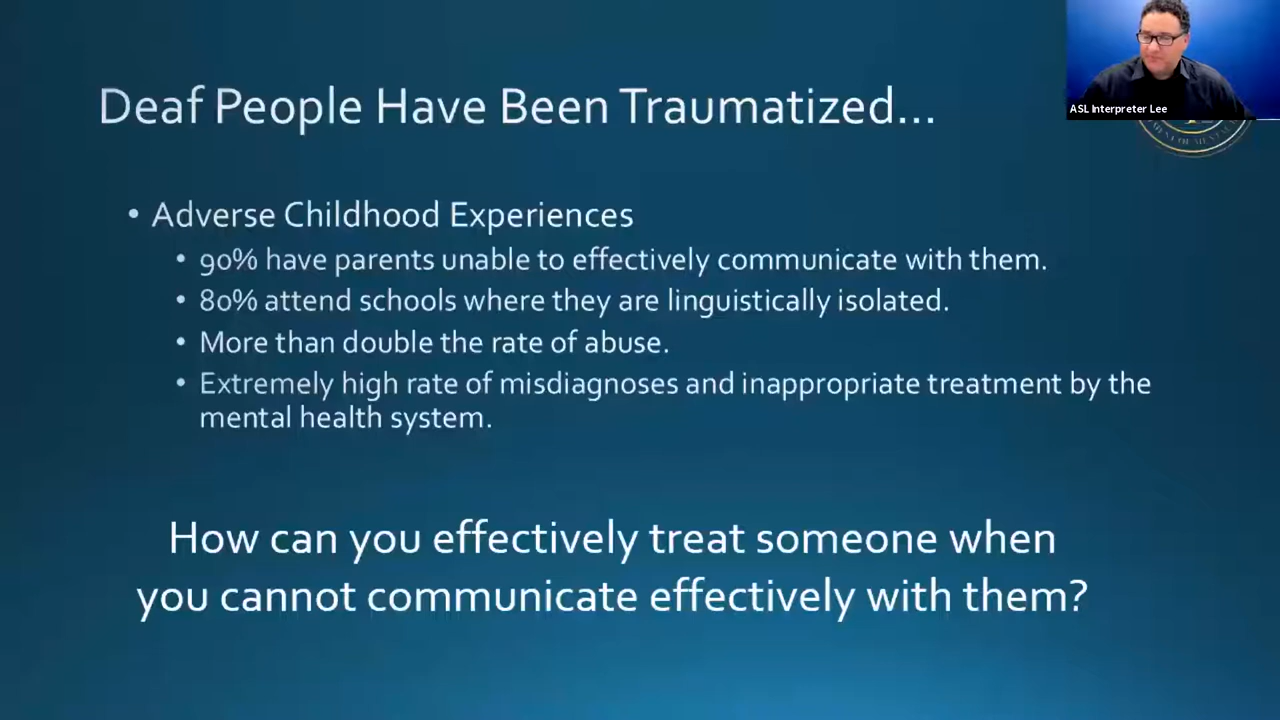 Deaf People Have Been Traumatized...
ASL Interpreter Lee
• Adverse Childhood Experiences
• 90% have parents unable to effectively communicate with them.
• 80% attend schools where they are linguistically isolated.
• More than double the rate of abuse.
• Extremely high rate of misdiagnoses and inappropriate treatment by the
mental health system.
How can you effectively treat someone when
you cannot communicate effectively with them?